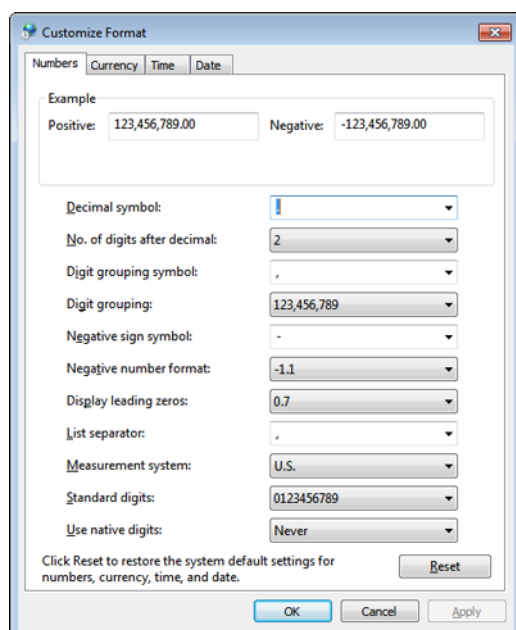 Customize Format
Numbers Currency Time Date
Example
Positive: 123,456,789.00 Negative: -123,456,789.00
Decimal symbol: .
No. of digits after decimal: 2
Digit grouping symbol: ,
Digit grouping: 123,456,789
Negative sign symbol: -
Negative number format: -1.1
Display leading zeros: 0.7
List separator: ,
Measurement system: U.S.
Standard digits: 0123456789
Use native digits: Never
Click Reset to restore the system default settings for
numbers, currency, time, and date.
Reset
OK Cancel Apply